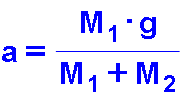 a = M₁·g / M₁ + M₂